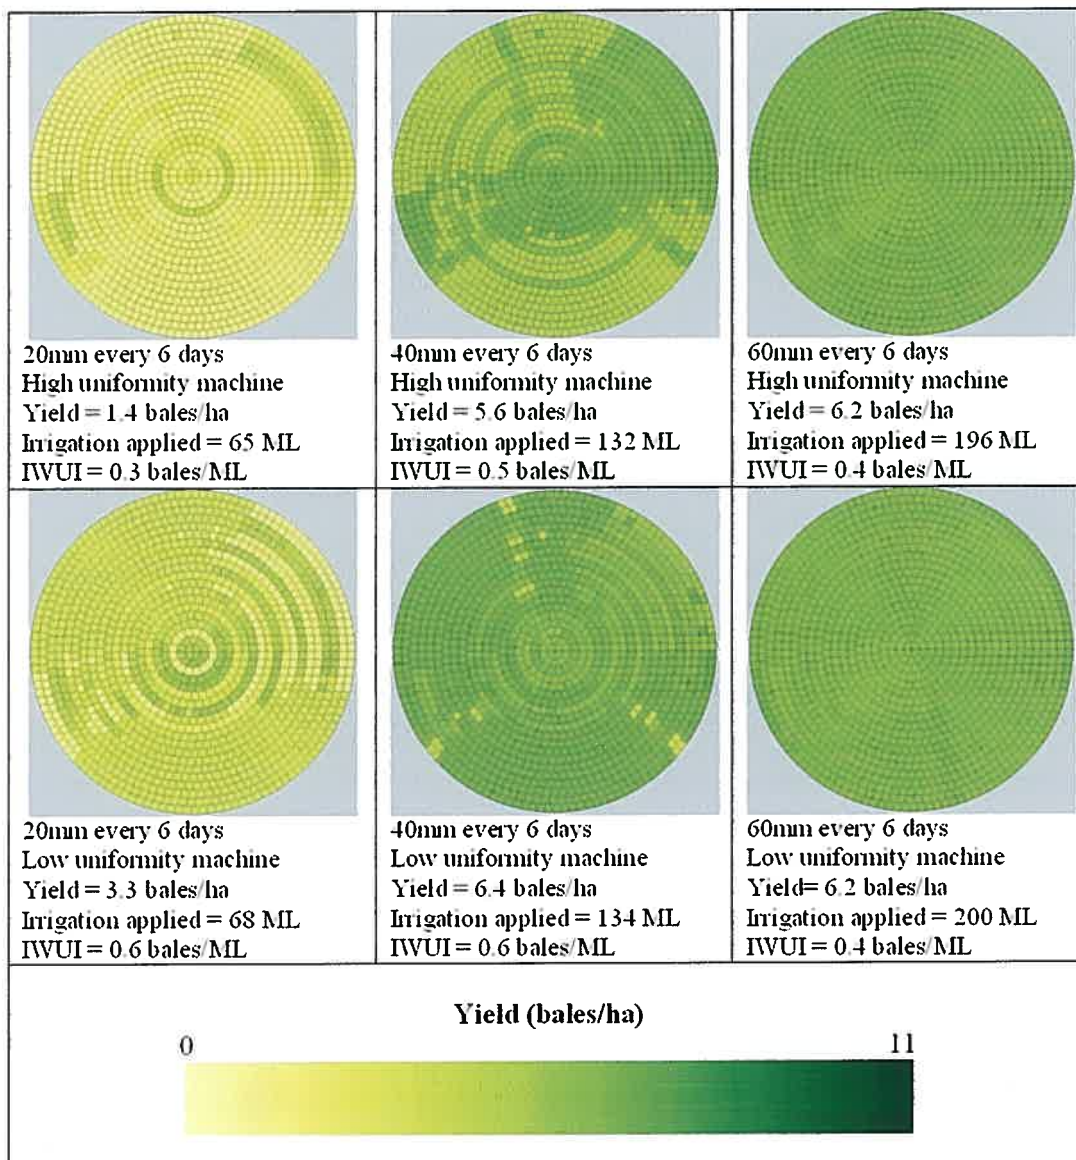 20mm every 6 days
High uniformity machine
Yield = 1.4 bales/ha
Irrigation applied = 65 ML
IWUI = 0.3 bales/ML
40mm every 6 days
High uniformity machine
Yield = 5.6 bales/ha
Irrigation applied = 132 ML
IWUI = 0.5 bales/ML
60mm every 6 days
High uniformity machine
Yield = 6.2 bales/ha
Irrigation applied = 196 ML
IWUI = 0.4 bales/ML
20mm every 6 days
Low uniformity machine
Yield = 3.3 bales/ha
Irrigation applied = 68 ML
IWUI = 0.6 bales/ML
40mm every 6 days
Low uniformity machine
Yield = 6.4 bales/ha
Irrigation applied = 134 ML
IWUI = 0.6 bales/ML
60mm every 6 days
Low uniformity machine
Yield= 6.2 bales/ha
Irrigation applied = 200 ML
IWUI = 0.4 bales/ML
Yield (bales/ha)
0 11